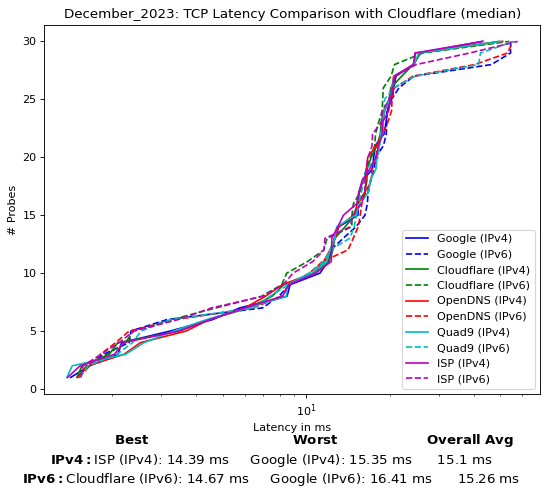 December_2023: TCP Latency Comparison with Cloudflare (median)
30
25
20
15
10
5
0
# Probes
Google (IPv4)
Google (IPv6)
Cloudflare (IPv4)
Cloudflare (IPv6)
OpenDNS (IPv4)
OpenDNS (IPv6)
Quad9 (IPv4)
Quad9 (IPv6)
ISP (IPv4)
ISP (IPv6)
10¹
Latency in ms
Best Worst Overall Avg
IPv4: ISP (IPv4): 14.39 ms Google (IPv4): 15.35 ms 15.1 ms
IPv6: Cloudflare (IPv6): 14.67 ms Google (IPv6): 16.41 ms 15.26 ms